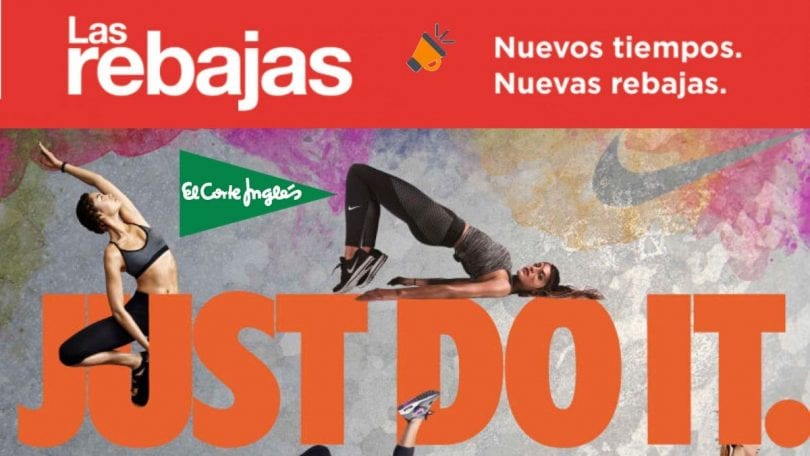 Las
rebajas
Nuevos tiempos.
Nuevas rebajas.
El Corte Inglés
JUST DO IT.